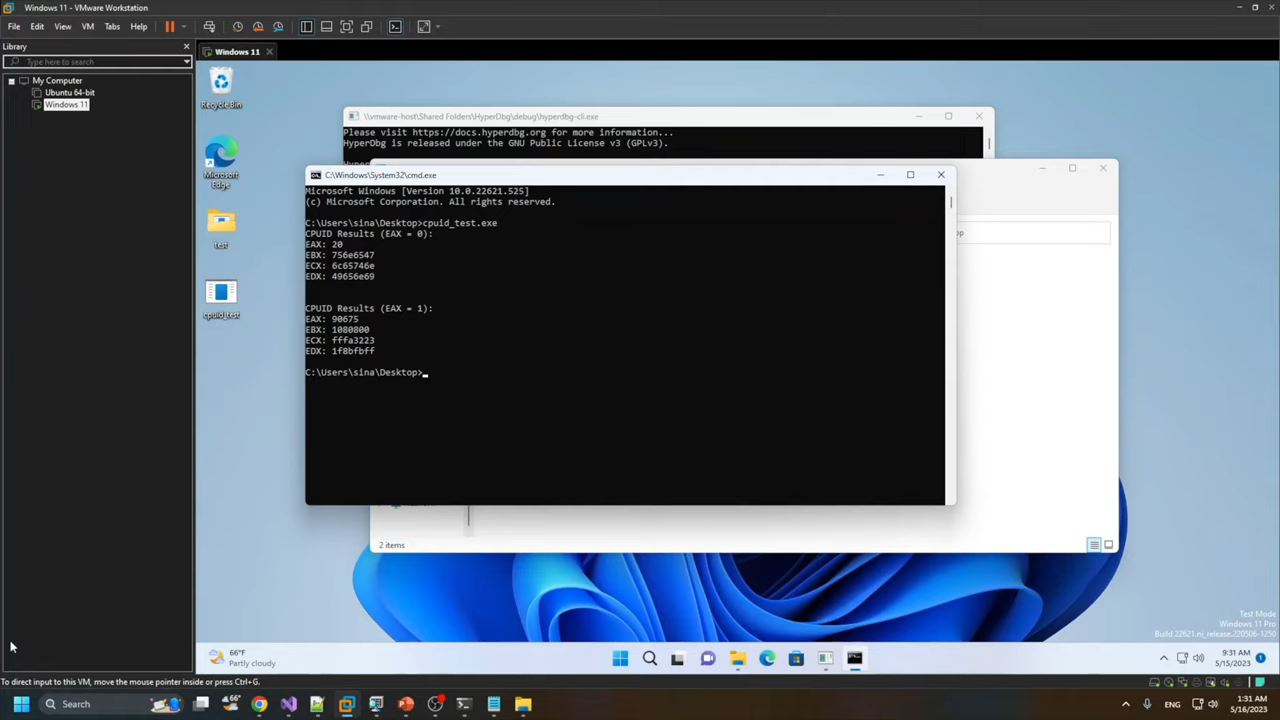 Windows 11 - VMware Workstation
File Edit View VM Tabs Help
Library
Type here to search
My Computer
Ubuntu 64-bit
Windows 11
Windows 11
Recycle Bin
Microsoft
Edge
test
cpuid_test
\\vmware-host\Shared Folders\HyperDbg\debug\hyperdbg-cli.exe
Please visit https://docs.hyperdbg.org for more information...
HyperDbg is released under the GNU Public License v3 (GPLv3).
C:\Windows\System32\cmd.exe
Microsoft Windows [Version 10.0.22621.525]
(c) Microsoft Corporation. All rights reserved.
C:\Users\sina\Desktop>cpuid_test.exe
CPUID Results (EAX = 0):
EAX: 20
EBX: 756e6547
ECX: 6c65746e
EDX: 49656e69
CPUID Results (EAX = 1):
EAX: 90675
EBX: 1080800
ECX: fffa3223
EDX: 1f8bfbff
C:\Users\sina\Desktop>
2 items
Test Mode
Windows 11 Pro
Build 22621.ni_release.220506-1250
66°F
Partly cloudy
9:31 AM
5/15/2023
To direct input to this VM, move the mouse pointer inside or press Ctrl+G.
Search
66°
ENG
1:31 AM
5/16/2023